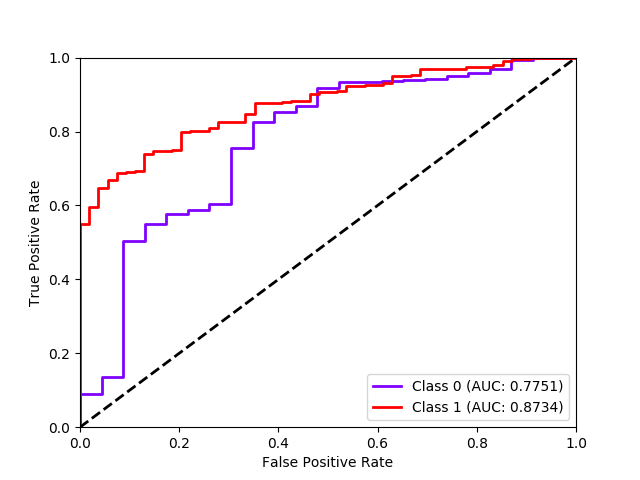 1.0
0.8
0.6
0.4
0.2
0.0
True Positive Rate
Class 0 (AUC: 0.7751)
Class 1 (AUC: 0.8734)
0.0 0.2 0.4 0.6 0.8 1.0
False Positive Rate